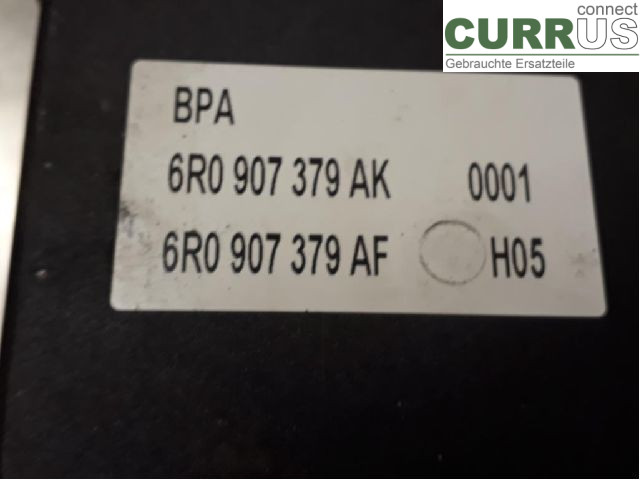 connect
CURRUS
Gebrauchte Ersatzteile
BPA
6R0 907 379 AK 0001
6R0 907 379 AF H05